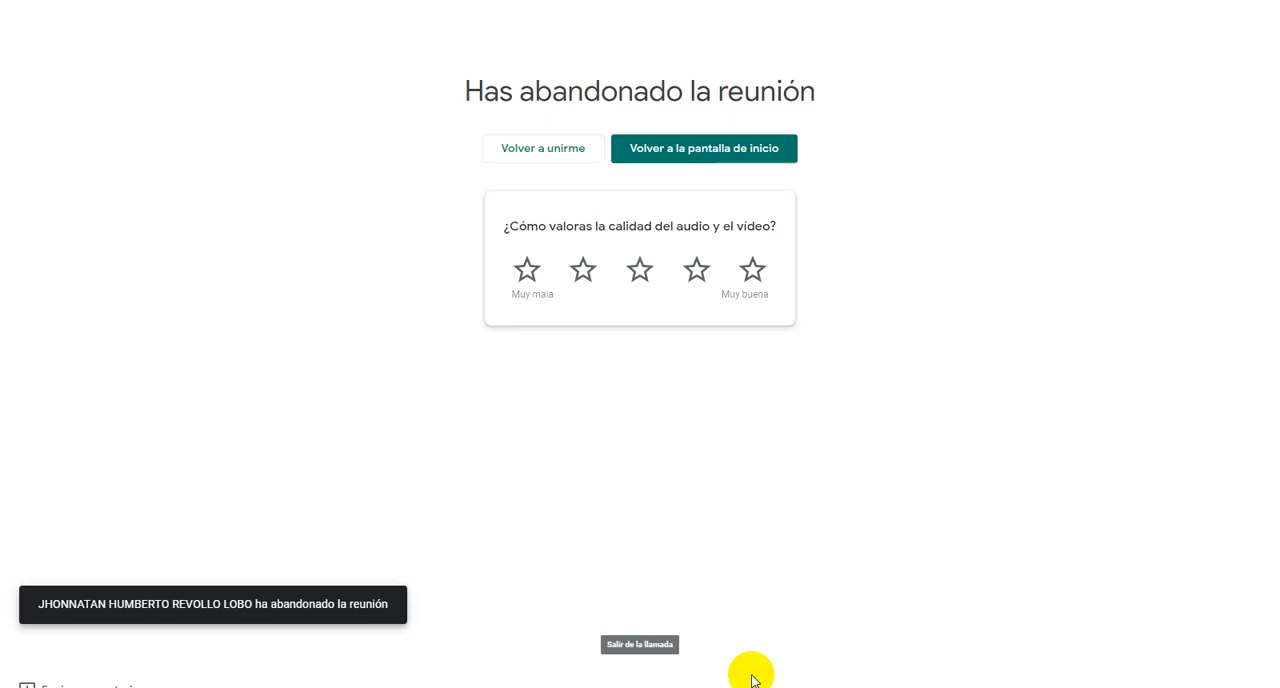 Has abandonado la reunión
Volver a unirme
Volver a la pantalla de inicio
¿Cómo valoras la calidad del audio y el vídeo?
Muy mala
Muy buena
JHONNATAN HUMBERTO REVOLLO LOBO ha abandonado la reunión
Salir de la llamada